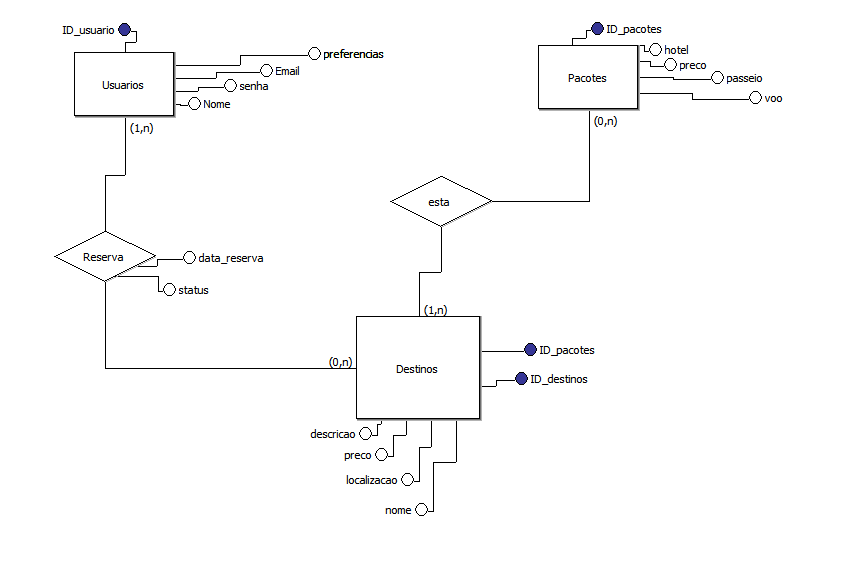 ID_usuario
ID_pacotes
preferencias
hotel
Email
preco
Usuarios
Pacotes
passeio
senha
voo
Nome
(1,n)
(0,n)
esta
Reserva
data_reserva
status
(1,n)
(0,n)
ID_pacotes
Destinos
ID_destinos
descricao
preco
localizacao
nome